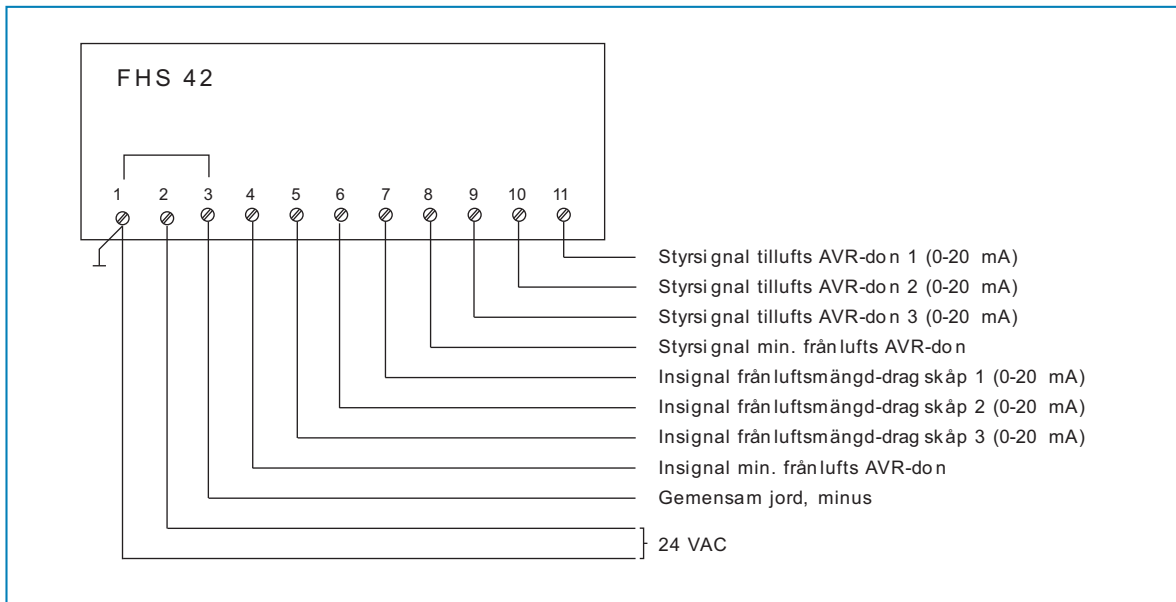 FHS 42
1 2 3 4 5 6 7 8 9 10 11
Styrsignal tillufts AVR-don 1 (0-20 mA)
Styrsignal tillufts AVR-don 2 (0-20 mA)
Styrsignal tillufts AVR-don 3 (0-20 mA)
Styrsignal min. frånlufts AVR-don
Insignal frånluftsmängd-dragskåp 1 (0-20 mA)
Insignal frånluftsmängd-dragskåp 2 (0-20 mA)
Insignal frånluftsmängd-dragskåp 3 (0-20 mA)
Insignal min. frånlufts AVR-don
Gemensam jord, minus
24 VAC